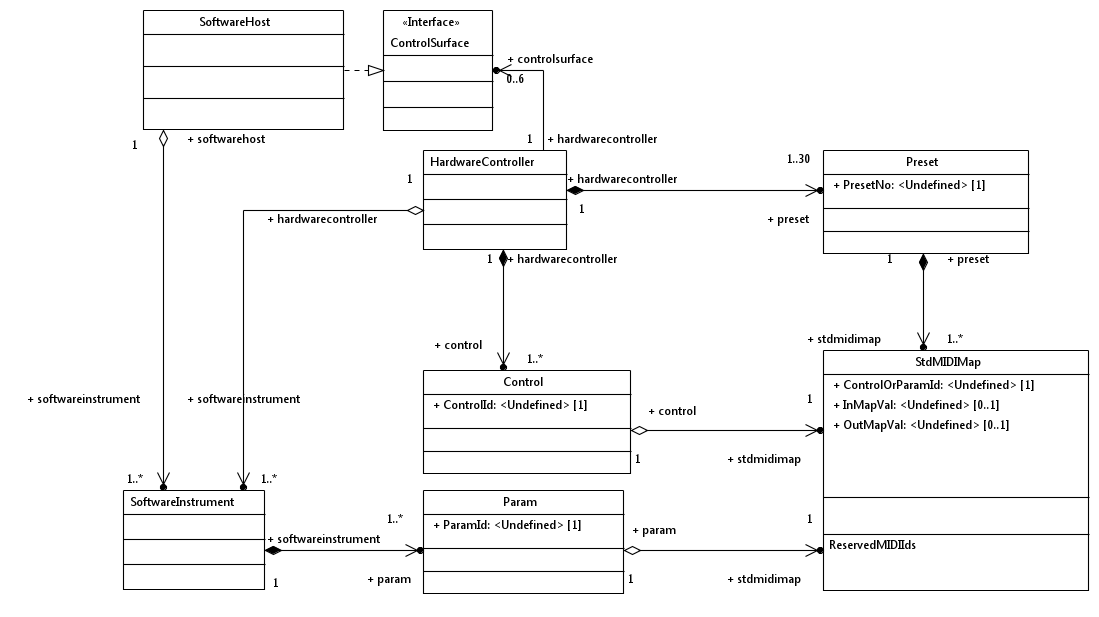 SoftwareHost
«Interface»
ControlSurface
+ controlsurface
0..6
1
+ softwarehost
1
+ hardwarecontroller
HardwareController
1
+ hardwarecontroller
1
1..30
+ preset
Preset
+ PresetNo: <Undefined> [1]
+ hardwarecontroller
1
+ hardwarecontroller
1
+ preset
+ control
1..*
+ stdmidimap
1..*
StdMIDIMap
+ ControlOrParamId: <Undefined> [1]
+ InMapVal: <Undefined> [0..1]
+ OutMapVal: <Undefined> [0..1]
ReservedMIDIIds
Control
+ ControlId: <Undefined> [1]
+ control
1
1
+ stdmidimap
+ softwareinstrument
+ softwareinstrument
1..*
1..*
SoftwareInstrument
+ softwareinstrument
1
1..*
+ param
Param
+ ParamId: <Undefined> [1]
+ param
1
1
+ stdmidimap